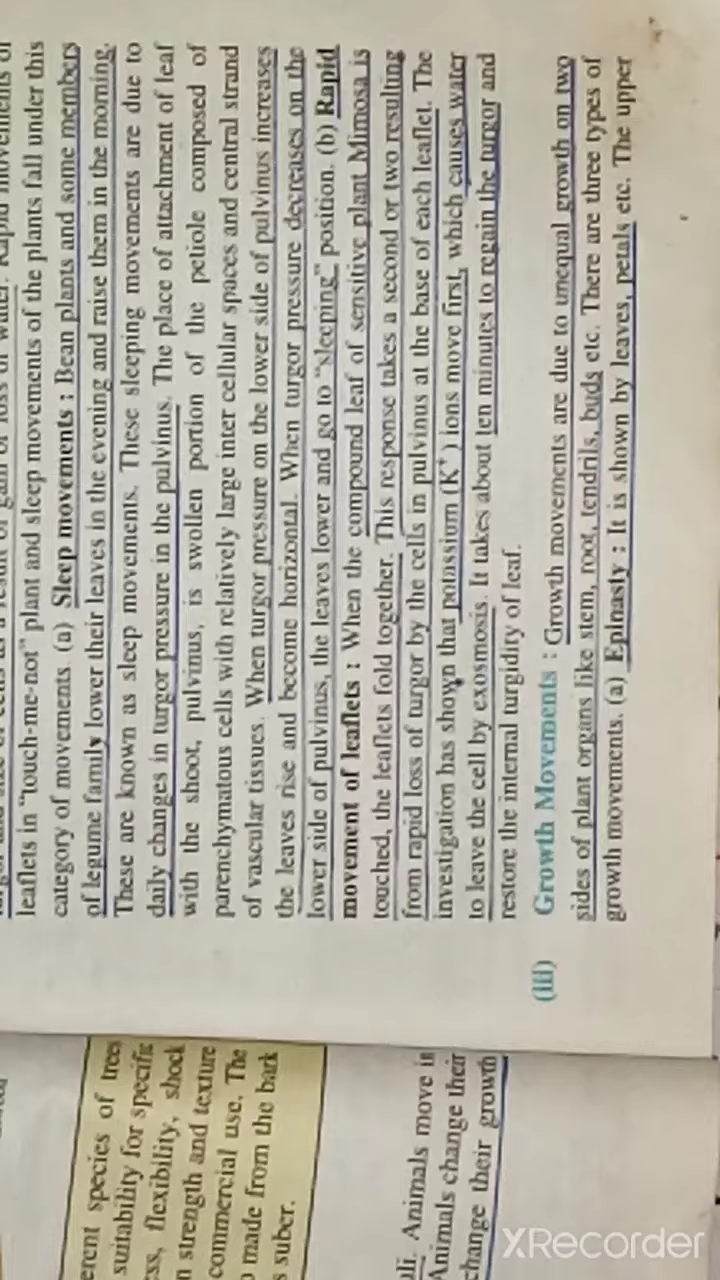 leaflets in "touch-me-not" plant and sleep movements of the plants fall under this
category of movements. (a) Sleep movements : Bean plants and some members
of legume family lower their leaves in the evening and raise them in the morning.
These are known as sleep movements. These sleeping movements are due to
daily changes in turgor pressure in the pulvinus. The place of attachment of leaf
with the shoot, pulvinus, is swollen portion of the petiole composed of
parenchymatous cells with relatively large inter cellular spaces and central strand
of vascular tissues. When turgor pressure on the lower side of pulvinus increases
the leaves rise and become horizontal. When turgor pressure decreases on the
lower side of pulvinus, the leaves lower and go to "sleeping" position. (b) Rapid
movement of leaflets : When the compound leaf of sensitive plant Mimosa is
touched, the leaflets fold together. This response takes a second or two resulting
from rapid loss of turgor by the cells in pulvinus at the base of each leaflet. The
investigation has shown that potassium (K⁺) ions move first, which causes water
to leave the cell by exosmosis. It takes about ten minutes to regain the turgor and
restore the internal turgidity of leaf.
(iii) Growth Movements : Growth movements are due to unequal growth on two
sides of plant organs like stem, root, tendrils, buds etc. There are three types of
growth movements. (a) Epinasty : It is shown by leaves, petals etc. The upper
erent species of trees
suitability for specific
ess, flexibility, shock
n strength and texture
commercial use. The
made from the bark
s suber.
uli. Animals move in
Animals change their
change their growth
XRecorder